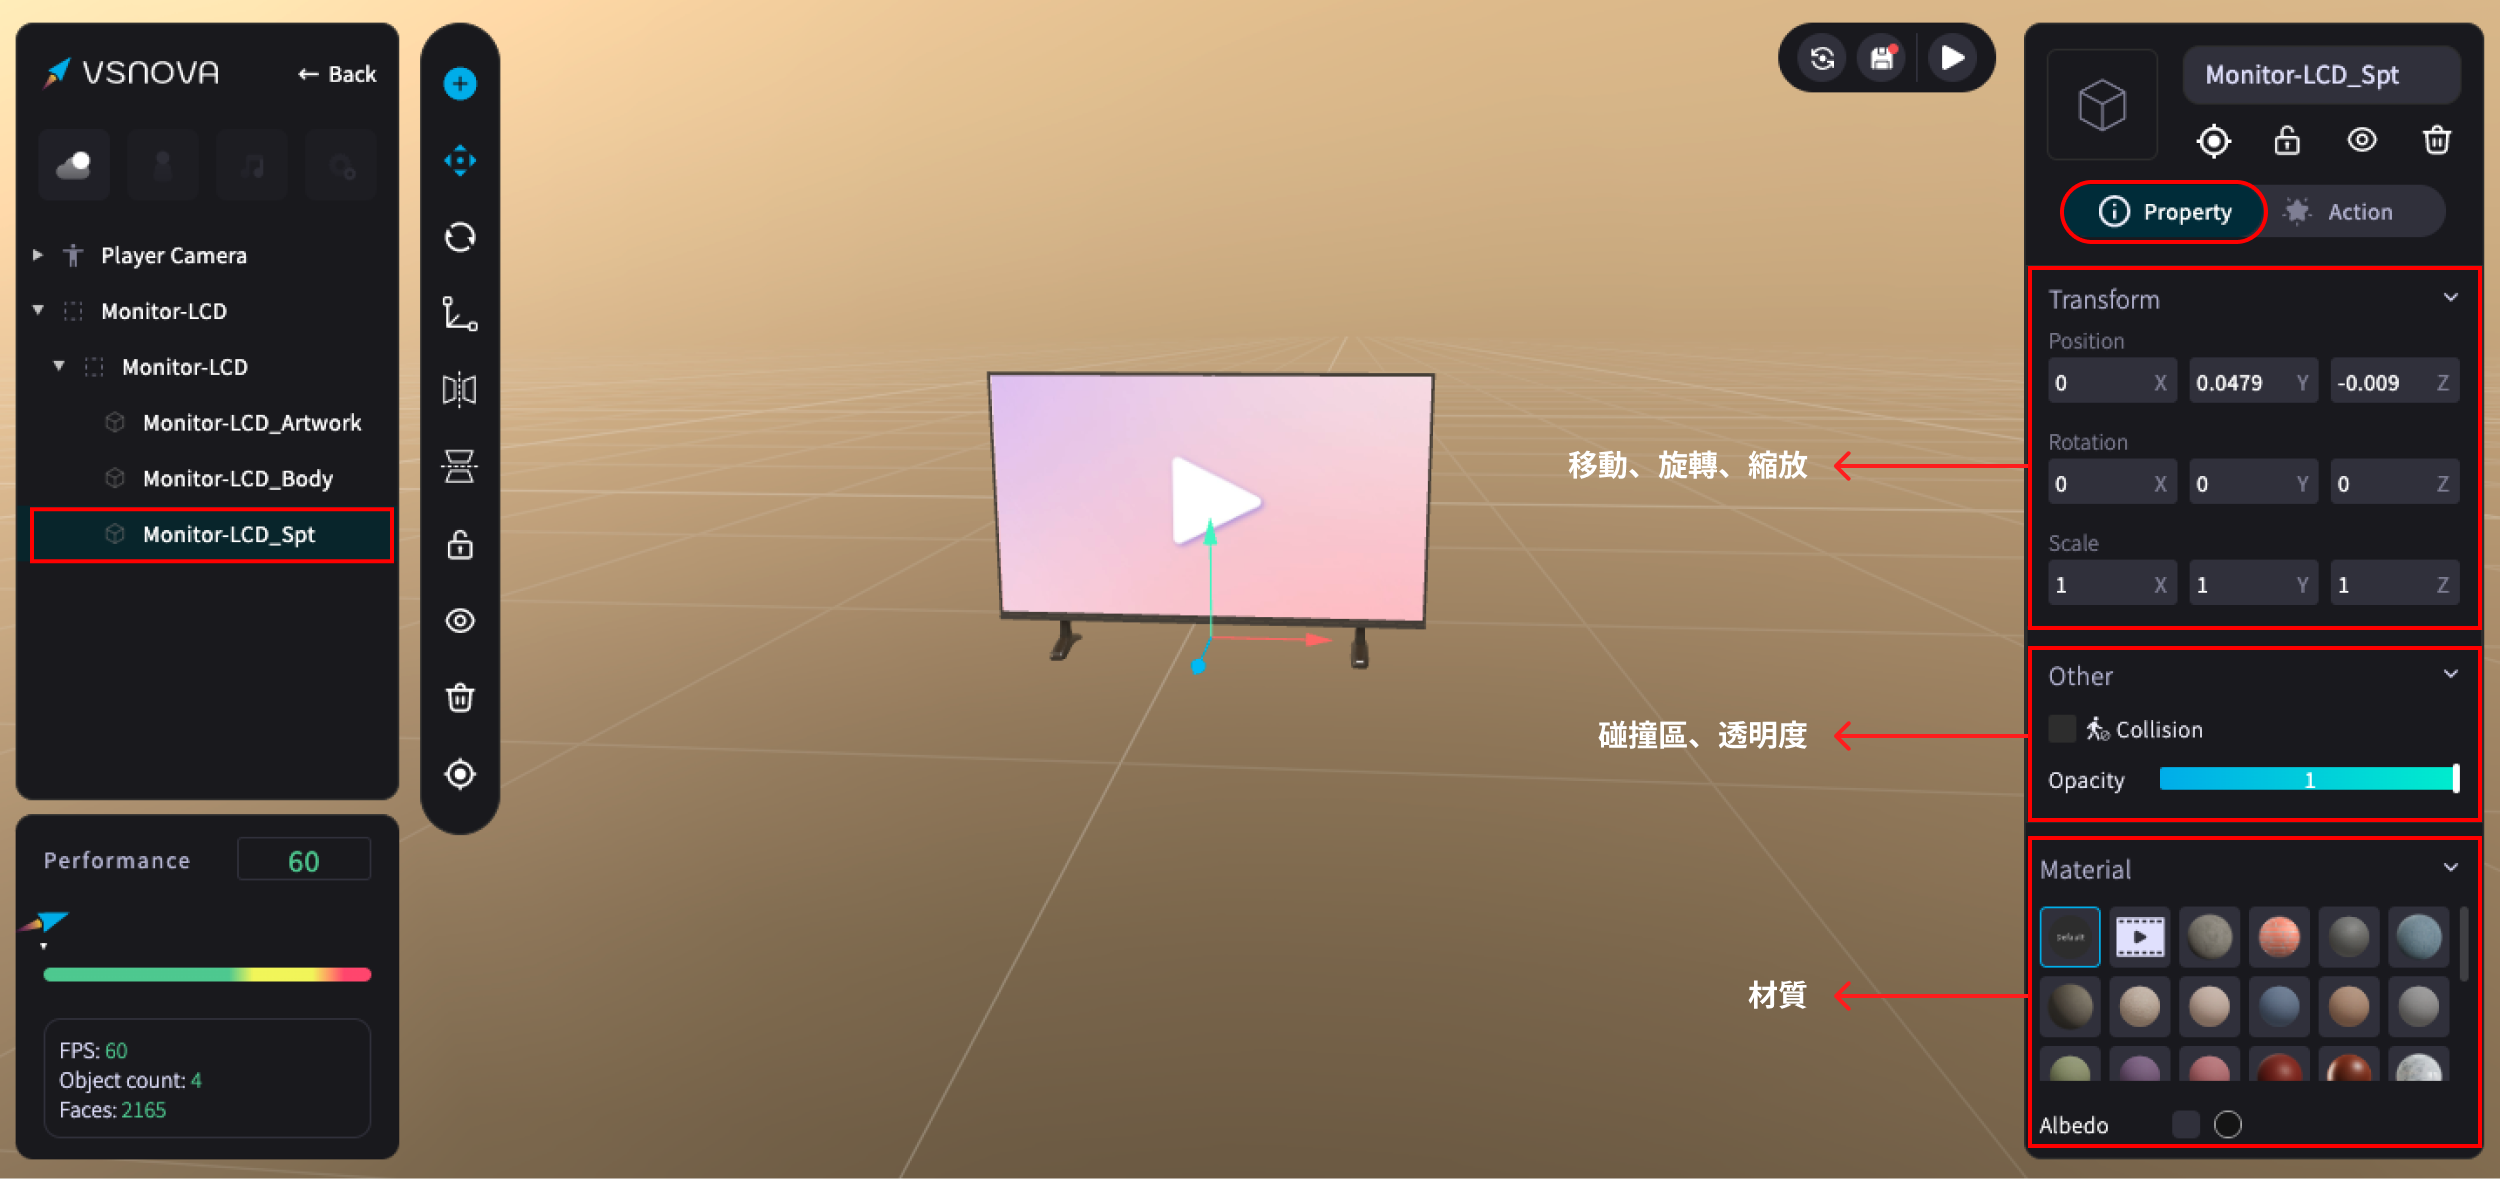 VSNOVA
← Back
Player Camera
Monitor-LCD
Monitor-LCD
Monitor-LCD_Artwork
Monitor-LCD_Body
Monitor-LCD_Spt
Performance 60
FPS: 60
Object count: 4
Faces: 2165
移動、旋轉、縮放
碰撞區、透明度
材質
Monitor-LCD_Spt
Property Action
Transform
Position
0 X 0.0479 Y -0.009 Z
Rotation
0 X 0 Y 0 Z
Scale
1 X 1 Y 1 Z
Other
Collision
Opacity 1
Material
Default
Albedo